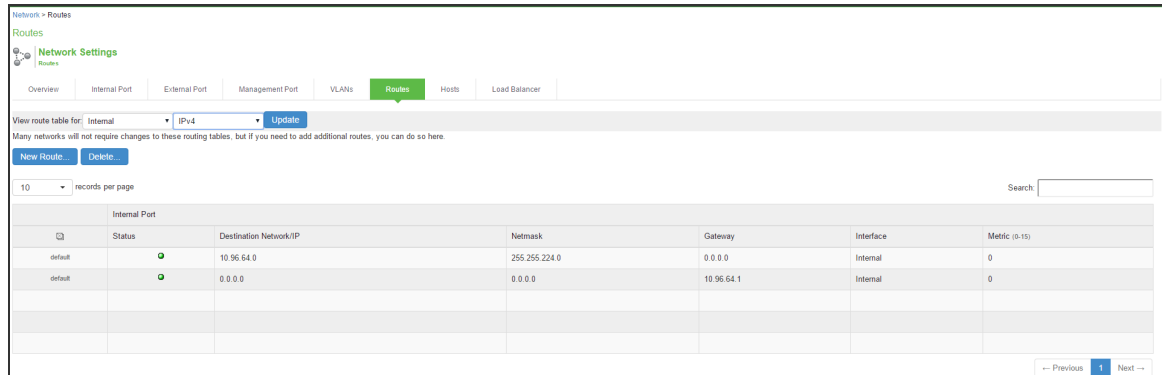 Network > Routes
Routes
Network Settings
Routes
Overview Internal Port External Port Management Port VLANs Routes Hosts Load Balancer
View route table for: Internal IPv4 Update
Many networks will not require changes to these routing tables, but if you need to add additional routes, you can do so here.
New Route... Delete...
10 records per page Search:
Internal Port
Status Destination Network/IP Netmask Gateway Interface Metric (0-15)
default 10.96.64.0 255.255.224.0 0.0.0.0 Internal 0
default 0.0.0.0 0.0.0.0 10.96.64.1 Internal 0
← Previous 1 Next →